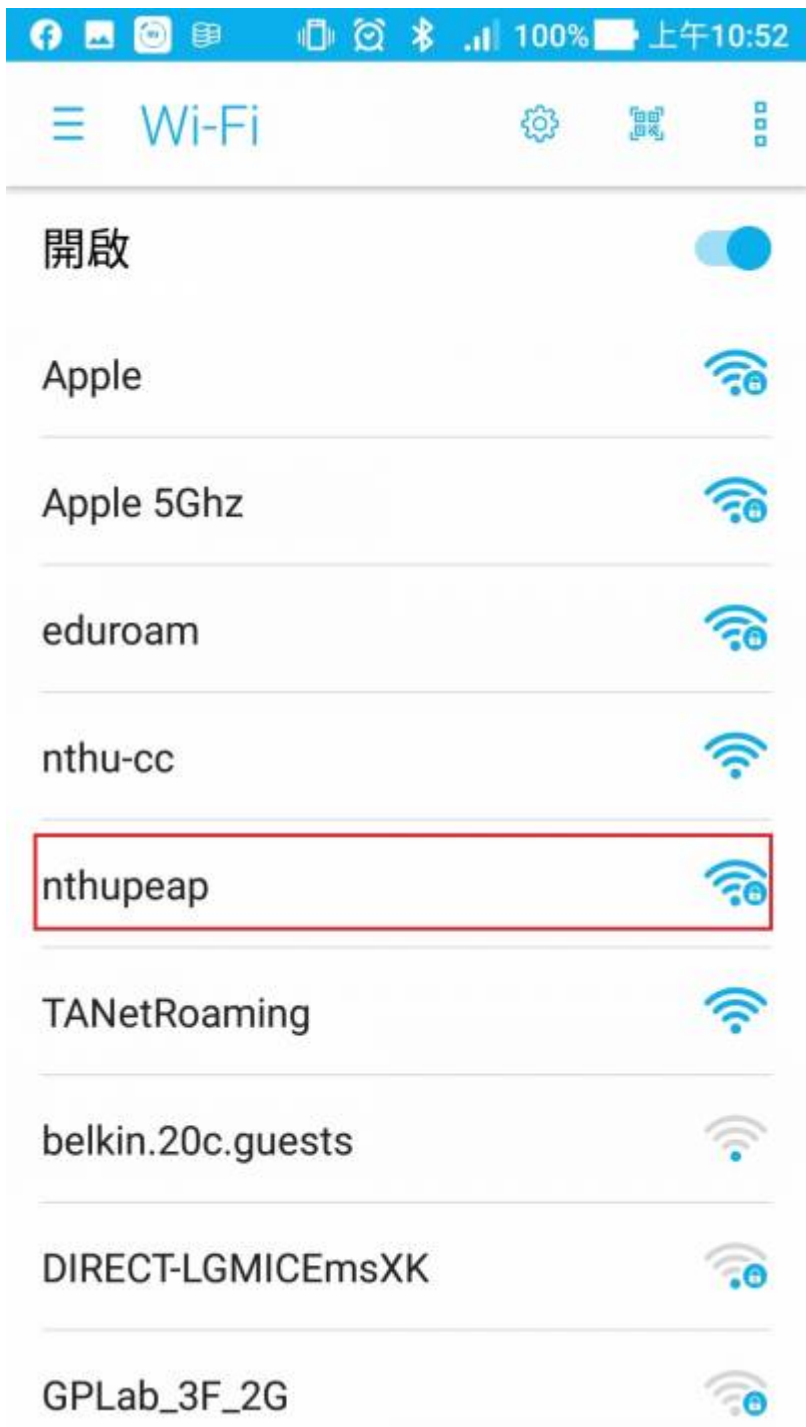 100% 上午10:52
Wi-Fi
開啟
Apple
Apple 5Ghz
eduroam
nthu-cc
nthupeap
TANetRoaming
belkin.20c.guests
DIRECT-LGMICEmsXK
GPLab_3F_2G